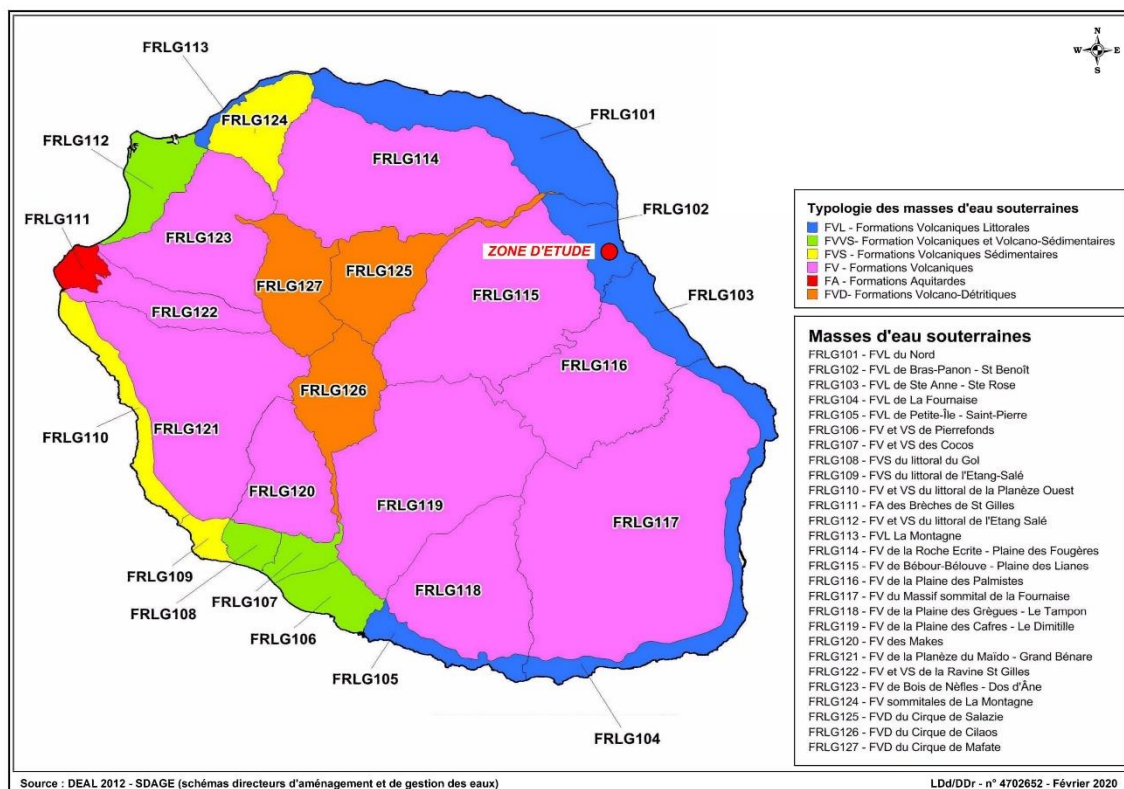 N
W E
S
FRLG113
FRLG124
FRLG101
FRLG112
FRLG114
FRLG102
FRLG111
FRLG123
ZONE D'ETUDE
FRLG125
FRLG127
FRLG115
FRLG103
FRLG122
FRLG116
FRLG126
FRLG110
FRLG121
FRLG120
FRLG119
FRLG117
FRLG109
FRLG108
FRLG107
FRLG118
FRLG106
FRLG105
FRLG104
Typologie des masses d'eau souterraines
FVL - Formations Volcaniques Littorales
FVVS- Formation Volcaniques et Volcano-Sédimentaires
FVS - Formations Volcaniques Sédimentaires
FV - Formations Volcaniques
FA - Formations Aquitardes
FVD- Formations Volcano-Détritiques
Masses d'eau souterraines
FRLG101 - FVL du Nord
FRLG102 - FVL de Bras-Panon - St Benoît
FRLG103 - FVL de Ste Anne - Ste Rose
FRLG104 - FVL de La Fournaise
FRLG105 - FVL de Petite-Île - Saint-Pierre
FRLG106 - FV et VS de Pierrefonds
FRLG107 - FV et VS des Cocos
FRLG108 - FVS du littoral du Gol
FRLG109 - FVS du littoral de l'Etang-Salé
FRLG110 - FV et VS du littoral de la Planèze Ouest
FRLG111 - FA des Brèches de St Gilles
FRLG112 - FV et VS du littoral de l'Etang Salé
FRLG113 - FVL La Montagne
FRLG114 - FV de la Roche Ecrite - Plaine des Fougères
FRLG115 - FV de Bébour-Bélouve - Plaine des Lianes
FRLG116 - FV de la Plaine des Palmistes
FRLG117 - FV du Massif sommital de la Fournaise
FRLG118 - FV de la Plaine des Grègues - Le Tampon
FRLG119 - FV de la Plaine des Cafres - Le Dimitille
FRLG120 - FV des Makes
FRLG121 - FV de la Planèze du Maïdo - Grand Bénare
FRLG122 - FV et VS de la Ravine St Gilles
FRLG123 - FV de Bois de Nèfles - Dos d'Âne
FRLG124 - FV sommitales de La Montagne
FRLG125 - FVD du Cirque de Salazie
FRLG126 - FVD du Cirque de Cilaos
FRLG127 - FVD du Cirque de Mafate
Source : DEAL 2012 - SDAGE (schémas directeurs d'aménagement et de gestion des eaux)
LDd/DDr - n° 4702652 - Février 2020